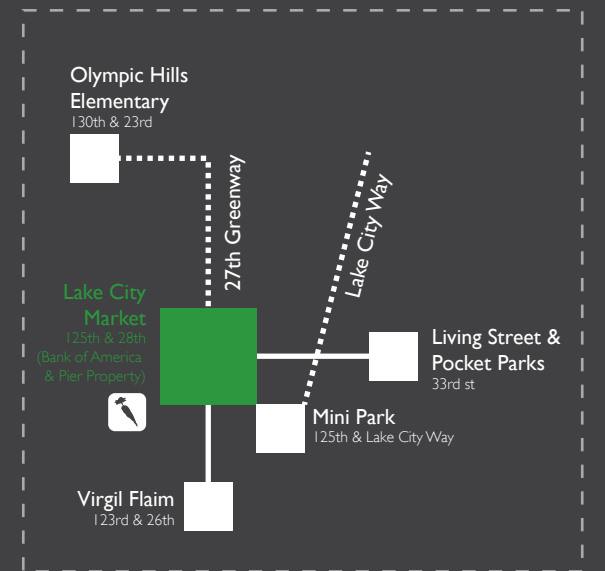 Olympic Hills
Elementary
130th & 23rd
27th Greenway
Lake City Way
Lake City
Market
125th & 28th
(Bank of America
& Pier Property)
Living Street &
Pocket Parks
33rd st
Mini Park
125th & Lake City Way
Virgil Flaim
123rd & 26th